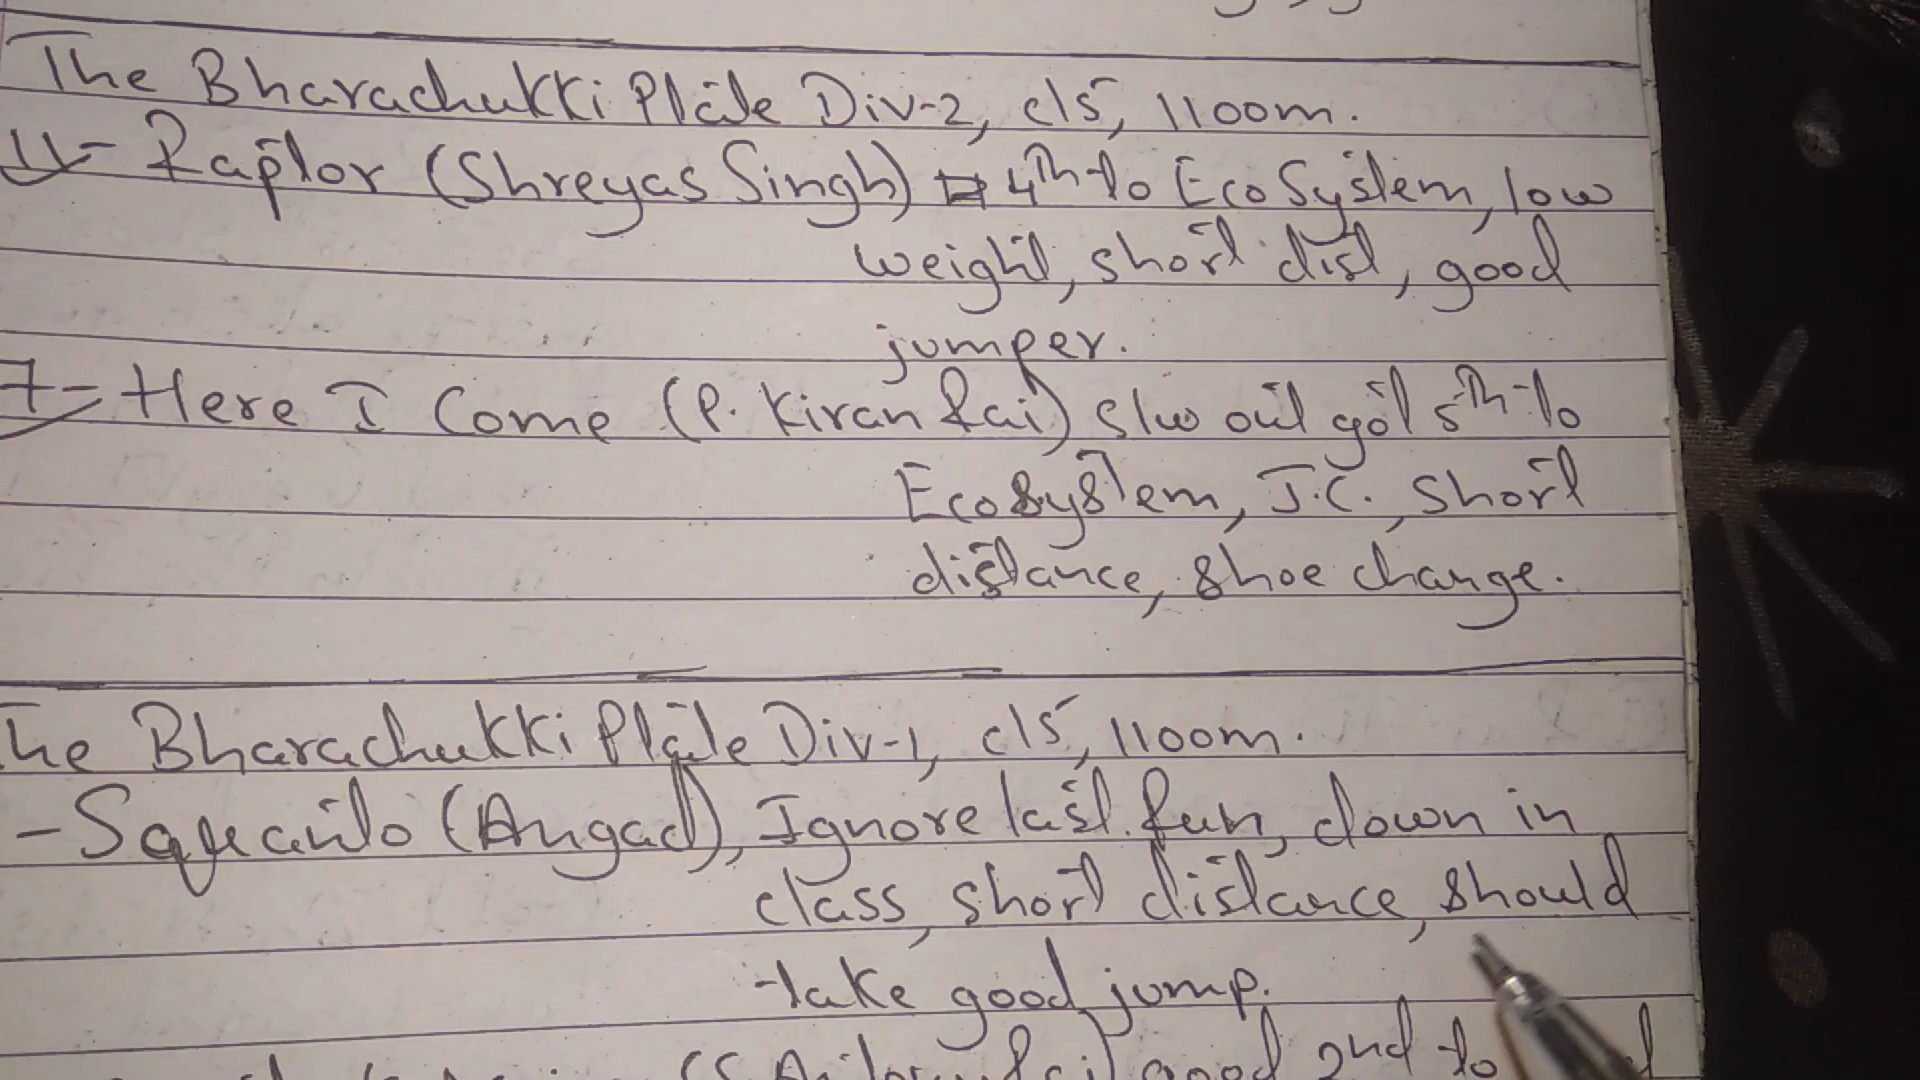 The Bharachukki Plate Div-2, cl5, 1100m.
11- Raptor (Shreyas Singh) 4th to EcoSystem, low
weight, short dist, good
jumper.
7- Here I Come (P. Kiran Rai) slw out got 5th to
EcoSystem, J.C., Short
distance, shoe change.
The Bharachukki Plate Div-1, cl5, 1100m.
- Squanto (Angad), Ignore last run, down in
class, short distance, should
take good jump.
good 2nd to